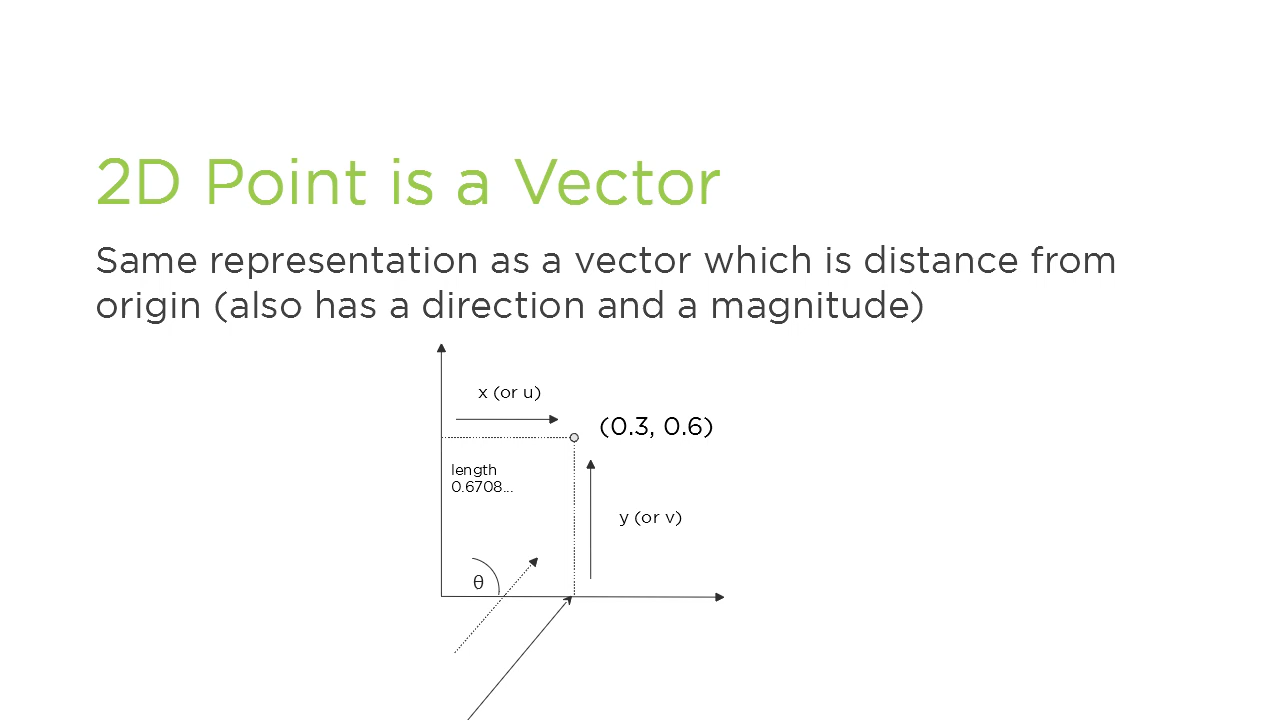 2D Point is a Vector
Same representation as a vector which is distance from
origin (also has a direction and a magnitude)
x (or u)
(0.3, 0.6)
length
0.6708...
y (or v)
θ